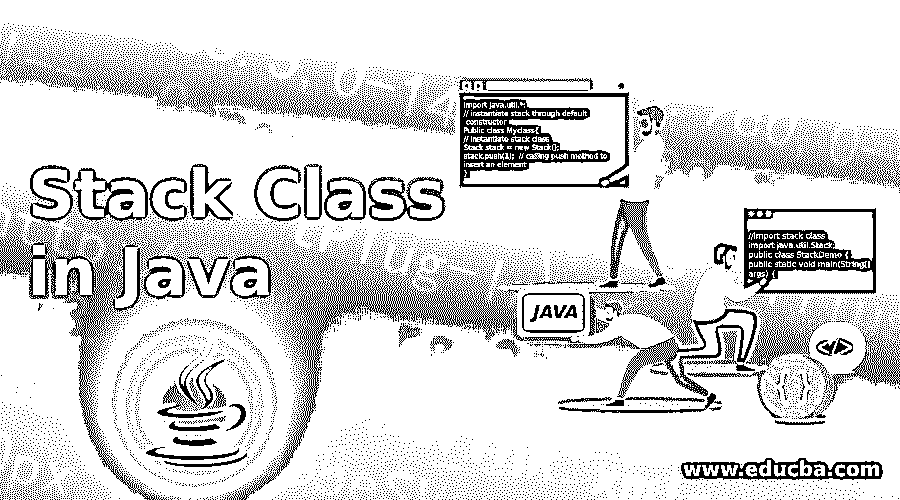 Stack Class
in Java
import java.util.*;
// instantiate stack through default
constructor
Public class Myclass{
// instantiate stack class
Stack stack = new Stack();
stack.push(1); // calling push method to
insert an element
}
//Import stack class
import java.util.Stack;
public class StackDemo {
public static void main(String[]
args) {
JAVA
</>
www.educba.com